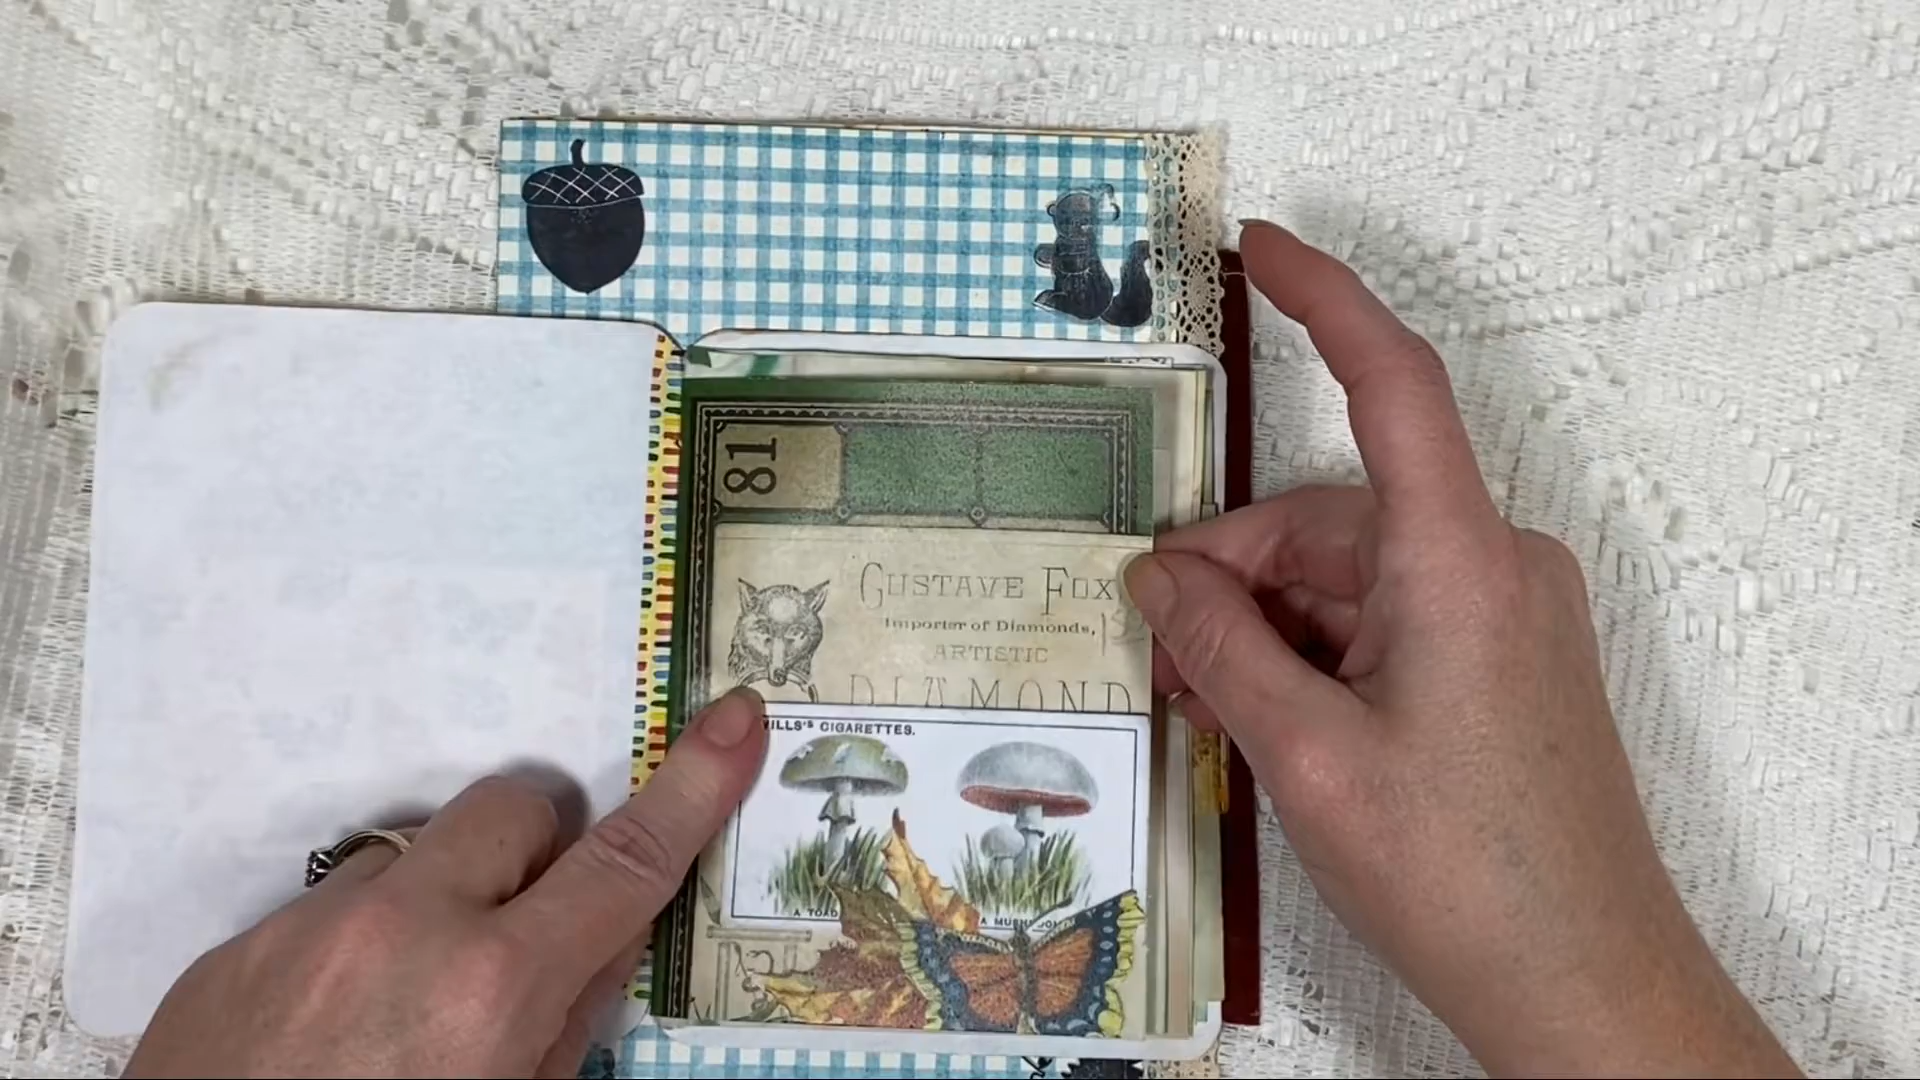 81
GUSTAVE FOX
Importer of Diamonds,
ARTISTIC
DIAMOND
WILLS'S CIGARETTES.
A TOAD
A MUSHROOM